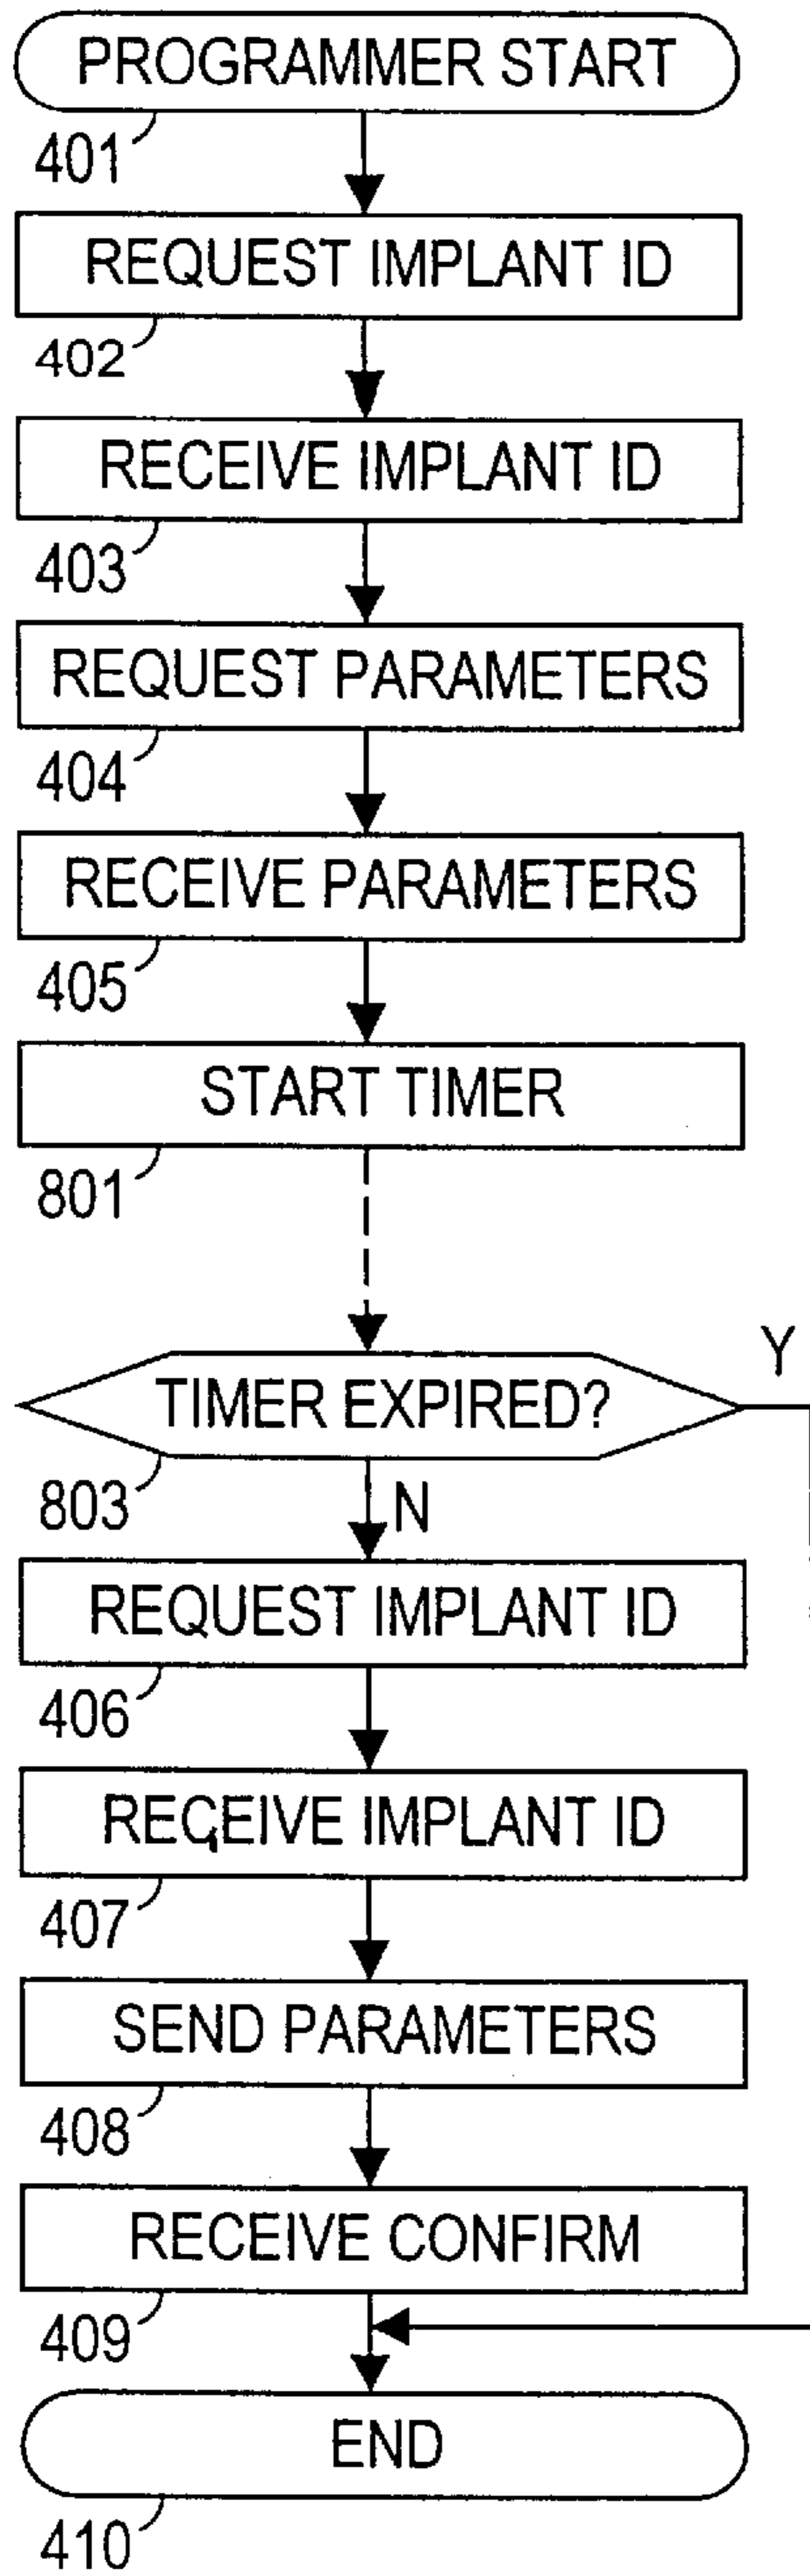 PROGRAMMER START
401
REQUEST IMPLANT ID
402
RECEIVE IMPLANT ID
403
REQUEST PARAMETERS
404
RECEIVE PARAMETERS
405
START TIMER
801
Y
TIMER EXPIRED?
803
N
REQUEST IMPLANT ID
406
RECEIVE IMPLANT ID
407
SEND PARAMETERS
408
RECEIVE CONFIRM
409
END
410